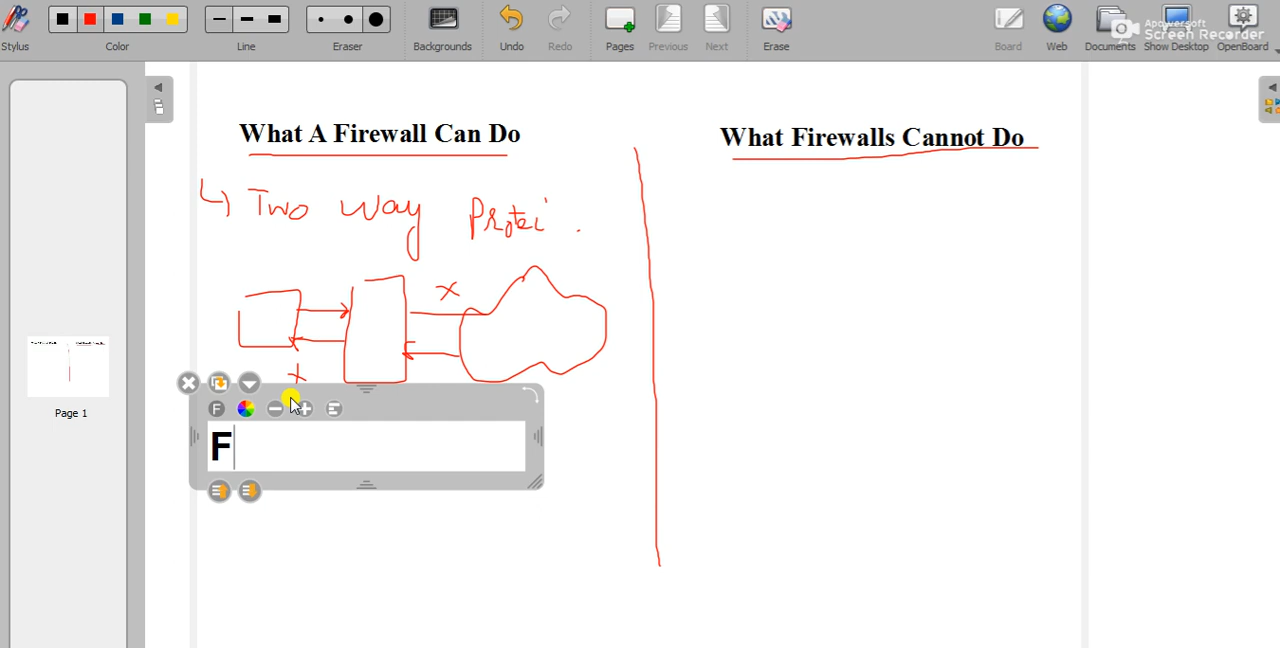 Stylus
Color
Line
Eraser
Backgrounds
Undo
Redo
Pages
Previous
Next
Erase
Board
Web
Documents
Show Desktop
OpenBoard
Apowersoft
Screen Recorder
What A Firewall Can Do
What Firewalls Cannot Do
Two Way
x
x
F
F
Page 1